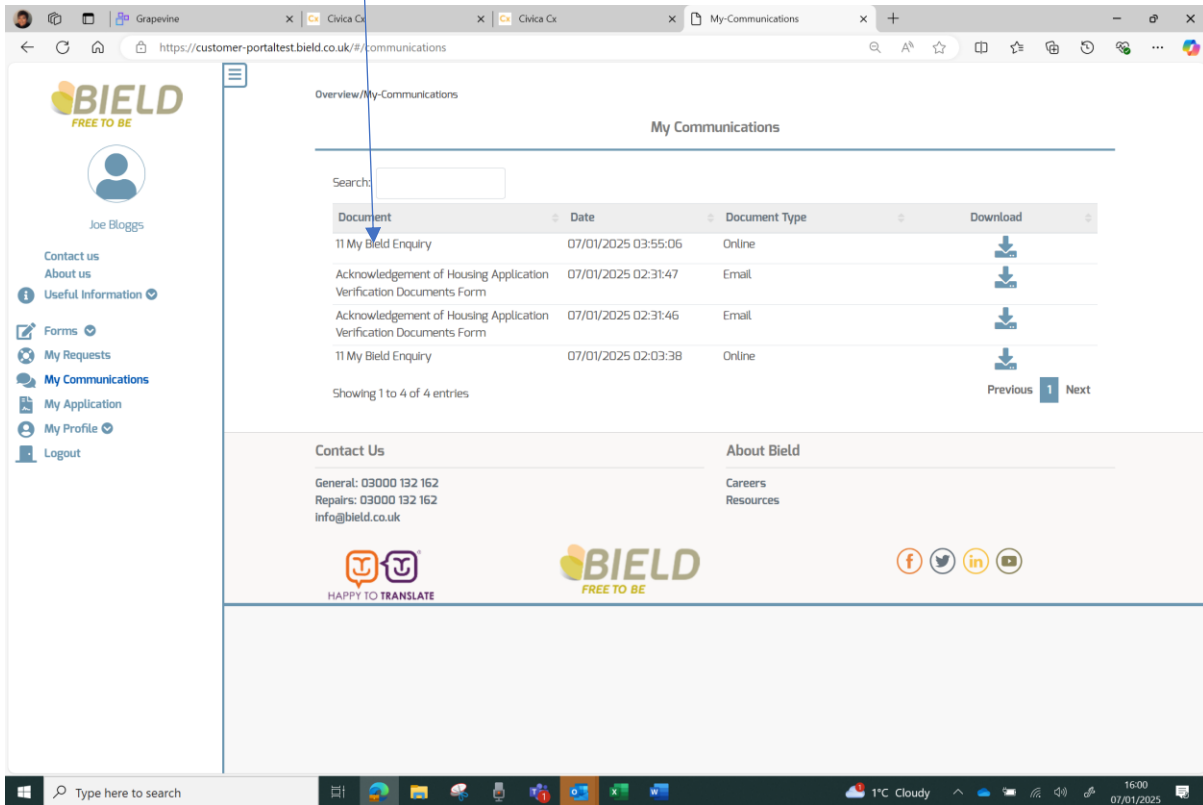 Grapevine
Cx Civica Cx
Cx Civica Cx
My-Communications
https://customer-portaltest.bield.co.uk/#/communications
BIELD
FREE TO BE
Joe Bloggs
Contact us
About us
Useful Information
Forms
My Requests
My Communications
My Application
My Profile
Logout
Overview/My-Communications
My Communications
Search:
Document Date Document Type Download
11 My Bield Enquiry 07/01/2025 03:55:06 Online
Acknowledgement of Housing Application 07/01/2025 02:31:47 Email
Verification Documents Form
Acknowledgement of Housing Application 07/01/2025 02:31:46 Email
Verification Documents Form
11 My Bield Enquiry 07/01/2025 02:03:38 Online
Showing 1 to 4 of 4 entries
Previous 1 Next
Contact Us
General: 03000 132 162
Repairs: 03000 132 162
info@bield.co.uk
About Bield
Careers
Resources
HAPPY TO TRANSLATE
BIELD
FREE TO BE
Type here to search
1°C Cloudy
16:00
07/01/2025